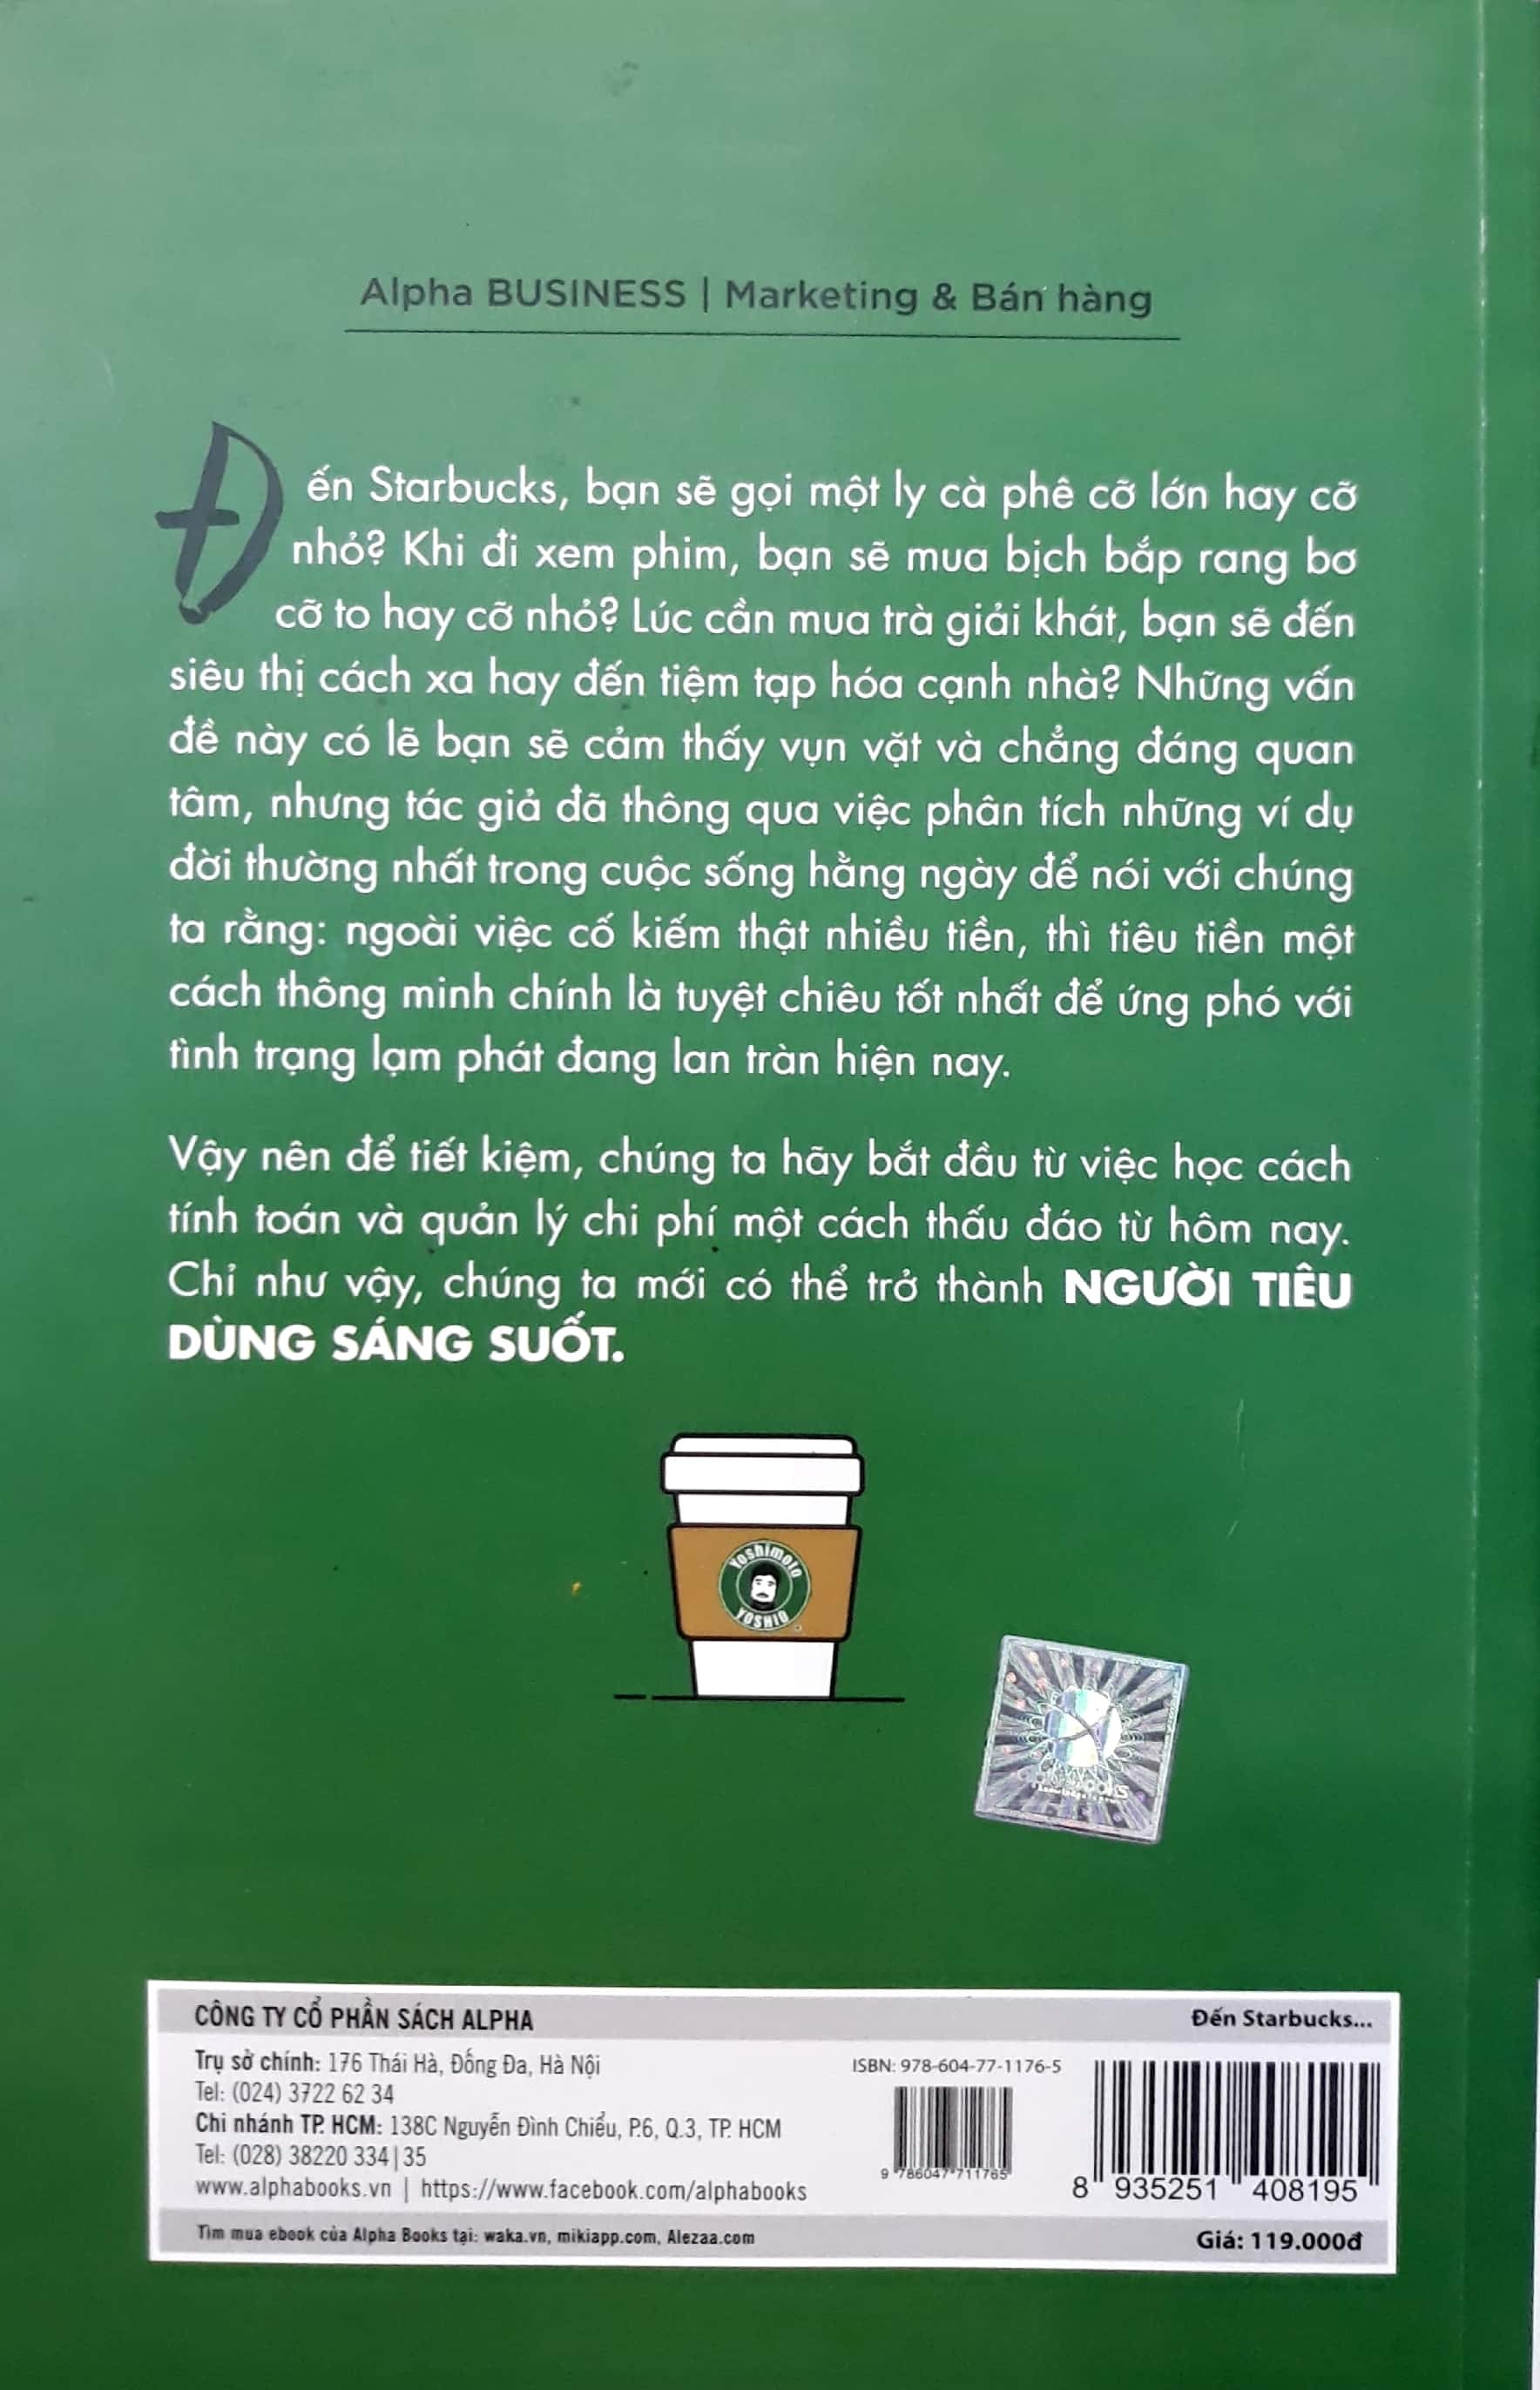 Alpha BUSINESS | Marketing & Bán hàng
Đến Starbucks, bạn sẽ gọi một ly cà phê cỡ lớn hay cỡ
nhỏ? Khi đi xem phim, bạn sẽ mua bịch bắp rang bơ
cỡ to hay cỡ nhỏ? Lúc cần mua trà giải khát, bạn sẽ đến
siêu thị cách xa hay đến tiệm tạp hóa cạnh nhà? Những vấn
đề này có lẽ bạn sẽ cảm thấy vụn vặt và chẳng đáng quan
tâm, nhưng tác giả đã thông qua việc phân tích những ví dụ
đời thường nhất trong cuộc sống hằng ngày để nói với chúng
ta rằng: ngoài việc cố kiếm thật nhiều tiền, thì tiêu tiền một
cách thông minh chính là tuyệt chiêu tốt nhất để ứng phó với
tình trạng lạm phát đang lan tràn hiện nay.
Vậy nên để tiết kiệm, chúng ta hãy bắt đầu từ việc học cách
tính toán và quản lý chi phí một cách thấu đáo từ hôm nay.
Chỉ như vậy, chúng ta mới có thể trở thành NGƯỜI TIÊU
DÙNG SÁNG SUỐT.
Yoshimoto
YOSHIO
CÔNG TY CỔ PHẦN SÁCH ALPHA
Đến Starbucks...
Trụ sở chính: 176 Thái Hà, Đống Đa, Hà Nội
Tel: (024) 3722 62 34
Chi nhánh TP. HCM: 138C Nguyễn Đình Chiểu, P.6, Q.3, TP. HCM
Tel: (028) 38220 334|35
www.alphabooks.vn | https://www.facebook.com/alphabooks
ISBN: 978-604-77-1176-5
9 786047 711765
8 935251 408195
Tìm mua ebook của Alpha Books tại: waka.vn, mikiapp.com, Alezaa.com
Giá: 119.000đ